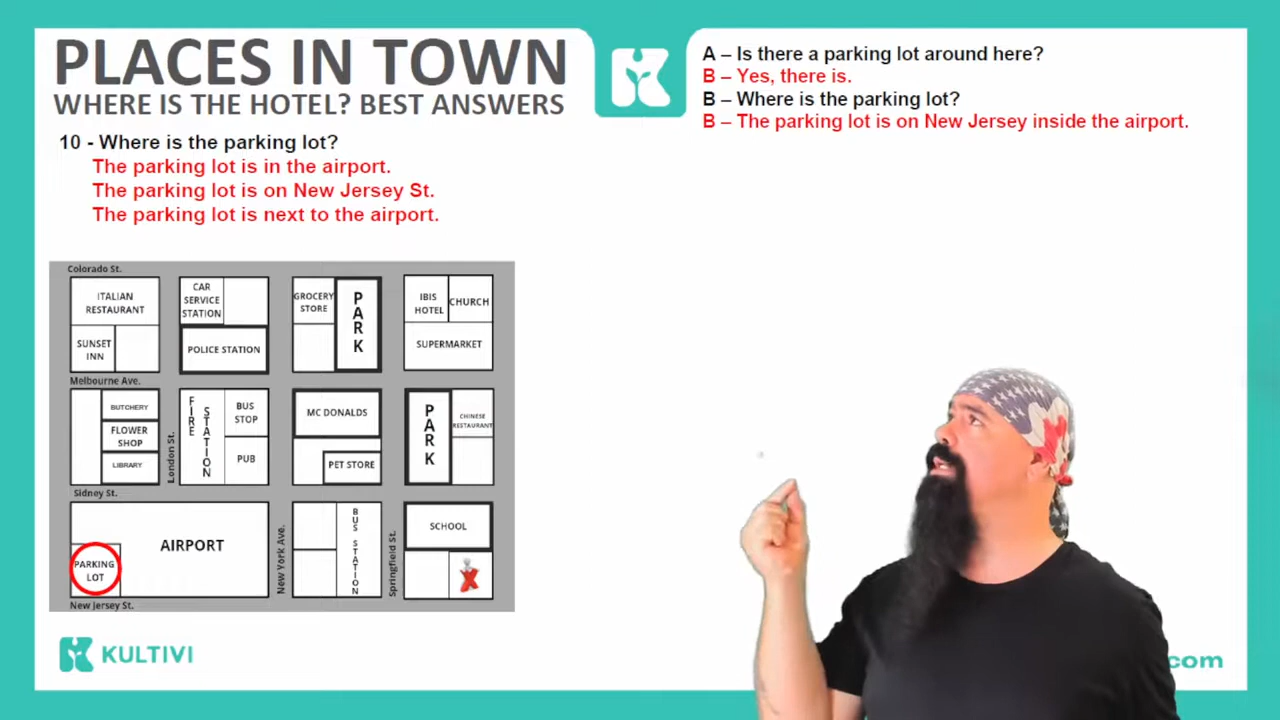 PLACES IN TOWN
WHERE IS THE HOTEL? BEST ANSWERS
10 - Where is the parking lot?
The parking lot is in the airport.
The parking lot is on New Jersey St.
The parking lot is next to the airport.
A – Is there a parking lot around here?
B – Yes, there is.
B – Where is the parking lot?
B – The parking lot is on New Jersey inside the airport.
Colorado St.
ITALIAN
RESTAURANT
CAR
SERVICE
STATION
GROCERY
STORE
PARK
IBIS
HOTEL
CHURCH
SUNSET
INN
POLICE STATION
SUPERMARKET
Melbourne Ave.
BUTCHERY
FLOWER
SHOP
LIBRARY
London St.
FIRE
STATION
BUS
STOP
PUB
MC DONALDS
PET STORE
PARK
CHINESE
RESTAURANT
Sidney St.
AIRPORT
PARKING
LOT
New York Ave.
BUS STATION
Springfield St.
SCHOOL
X
New Jersey St.
KULTIVI
.com